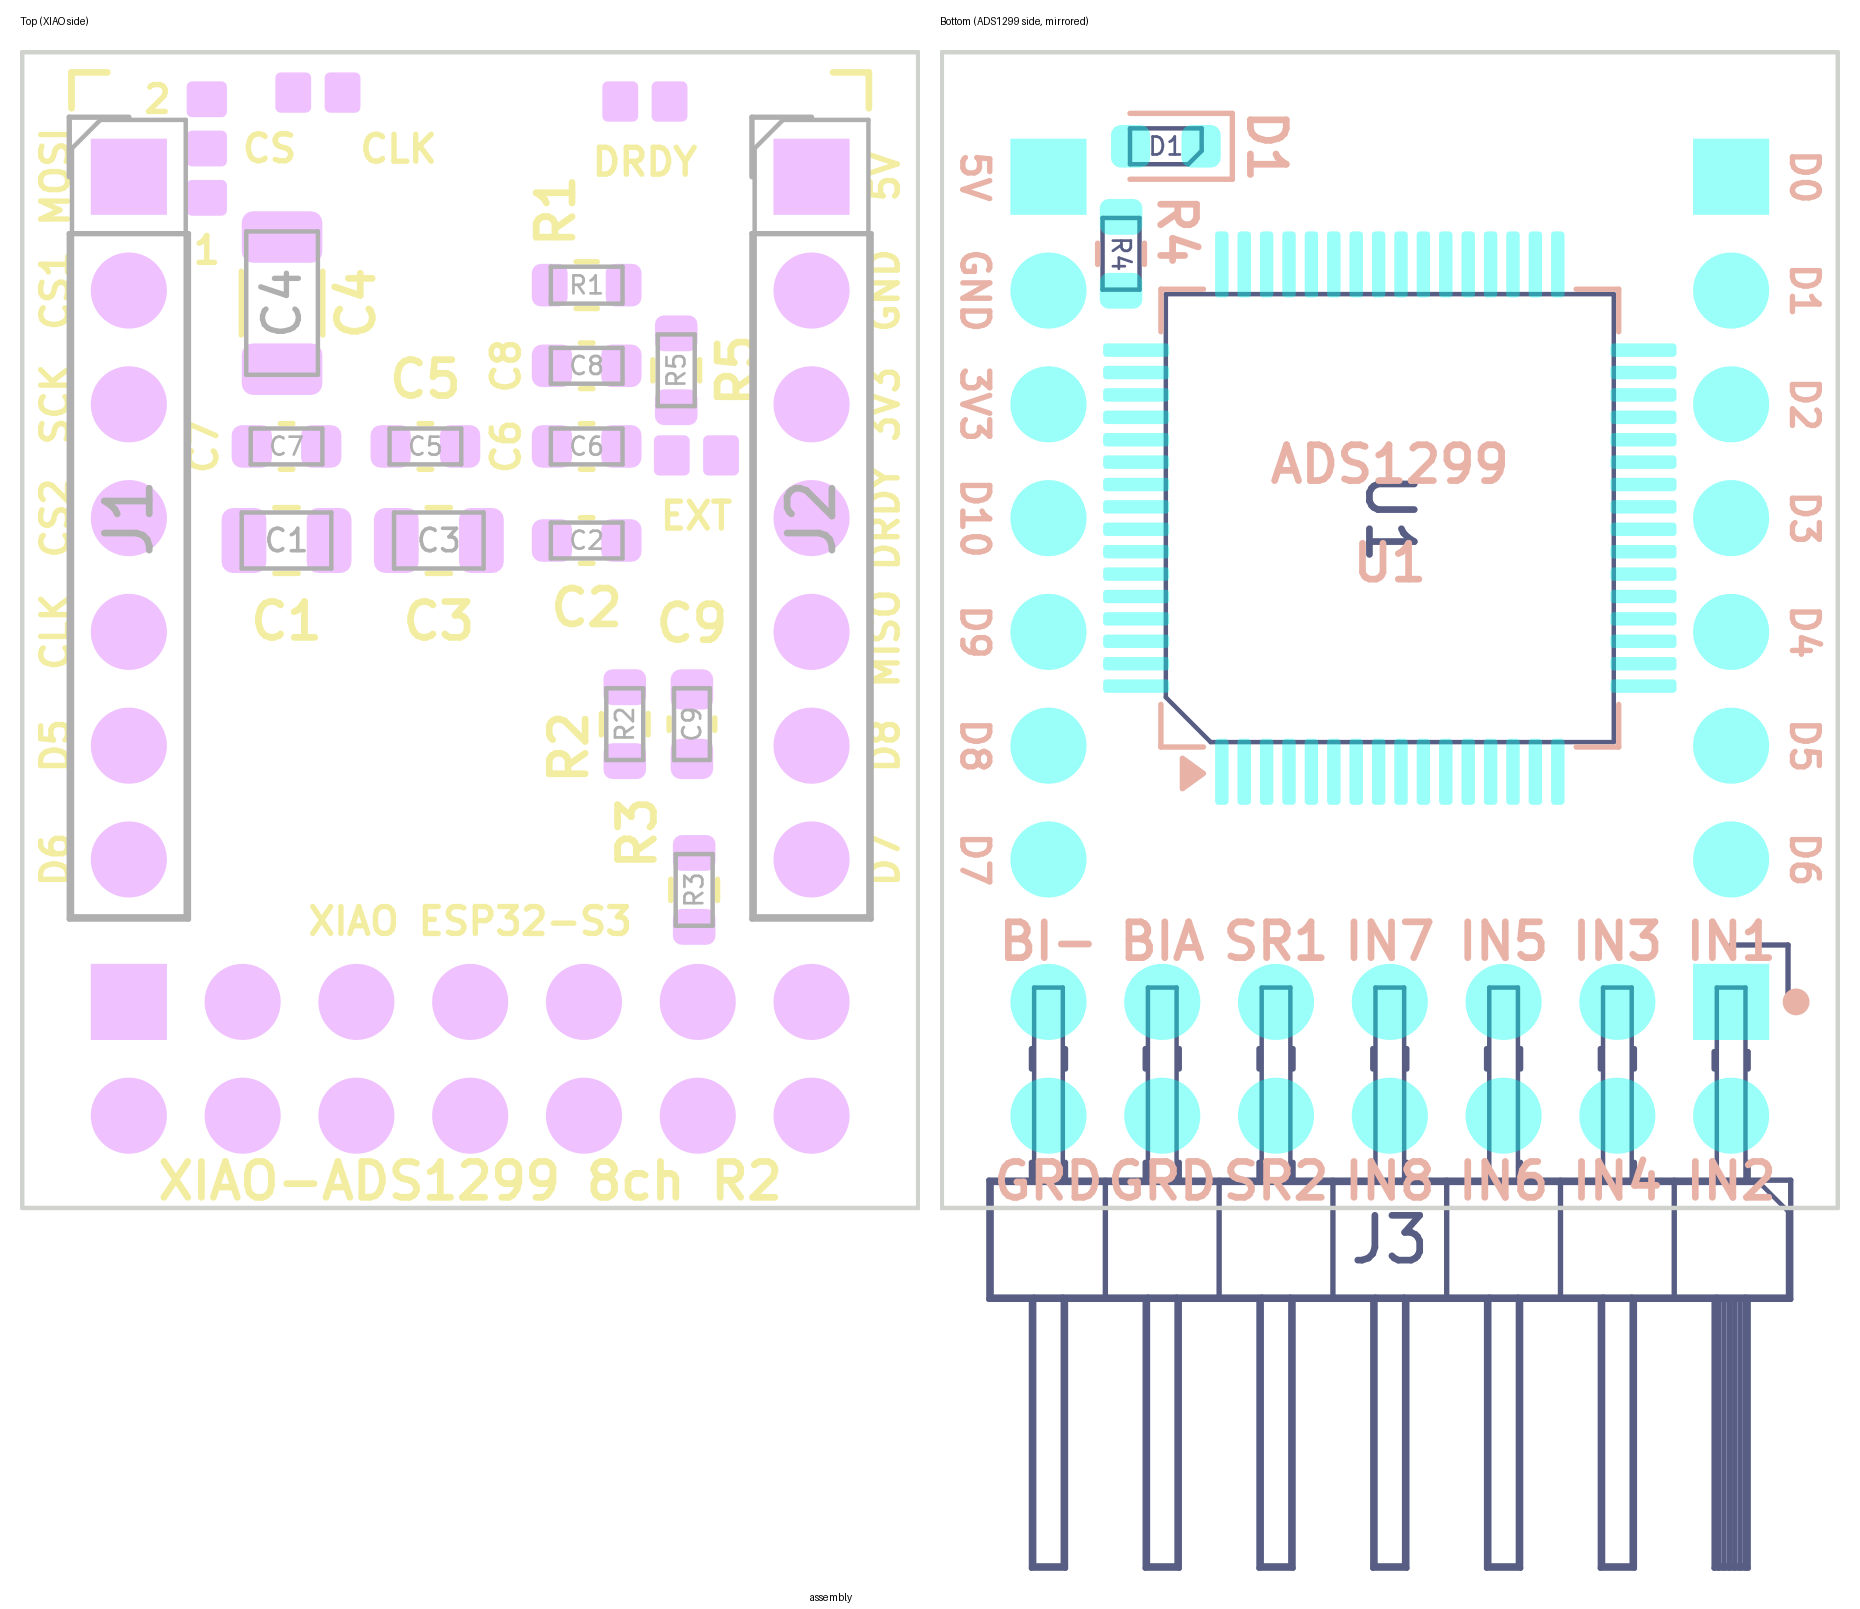 Top (XIAO side)
2
CS
CLK
DRDY
MOSI
5V
1
R1
C4
C4
R1
CS1
GND
C5
C8
C8
R5
R5
SCK
3V3
C7
C7
C5
C6
C6
EXT
CS2
J1
J2
DRDY
C1
C3
C2
C1
C3
C2
C9
CLK
MISO
R2
R2
C9
D5
D8
R3
R3
D6
D7
XIAO ESP32-S3
XIAO-ADS1299 8ch R2
Bottom (ADS1299 side, mirrored)
D1
D1
5V
D0
R4
R4
GND
D1
3V3
D2
ADS1299
U1
U1
D10
D3
D9
D4
D8
D5
D7
D6
BI- BIA SR1 IN7 IN5 IN3 IN1
GRD GRD SR2 IN8 IN6 IN4 IN2
J3
assembly